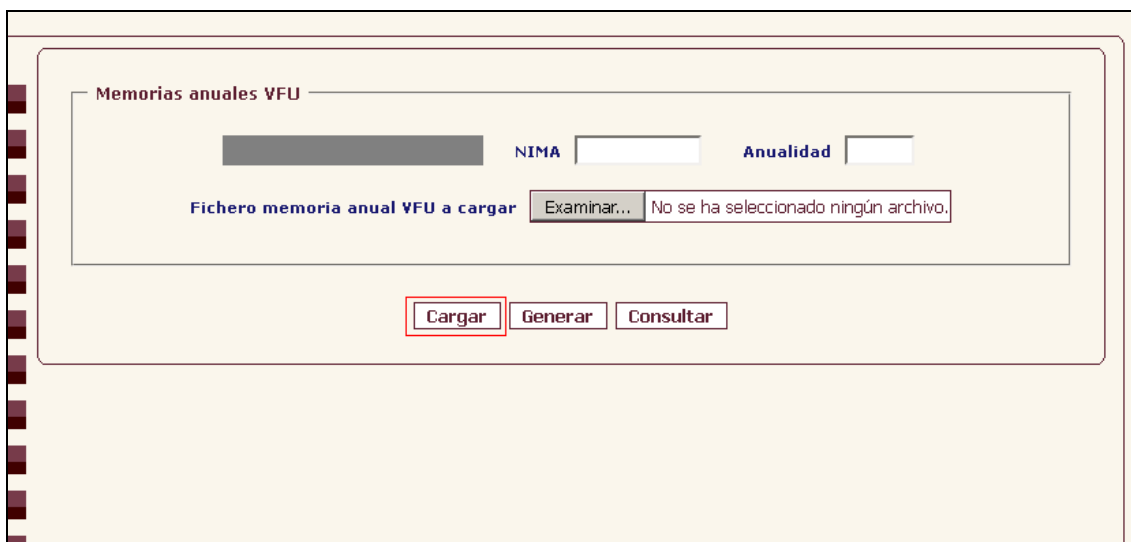 Memorias anuales VFU
NIMA Anualidad
Fichero memoria anual VFU a cargar Examinar... No se ha seleccionado ningún archivo.
Cargar Generar Consultar